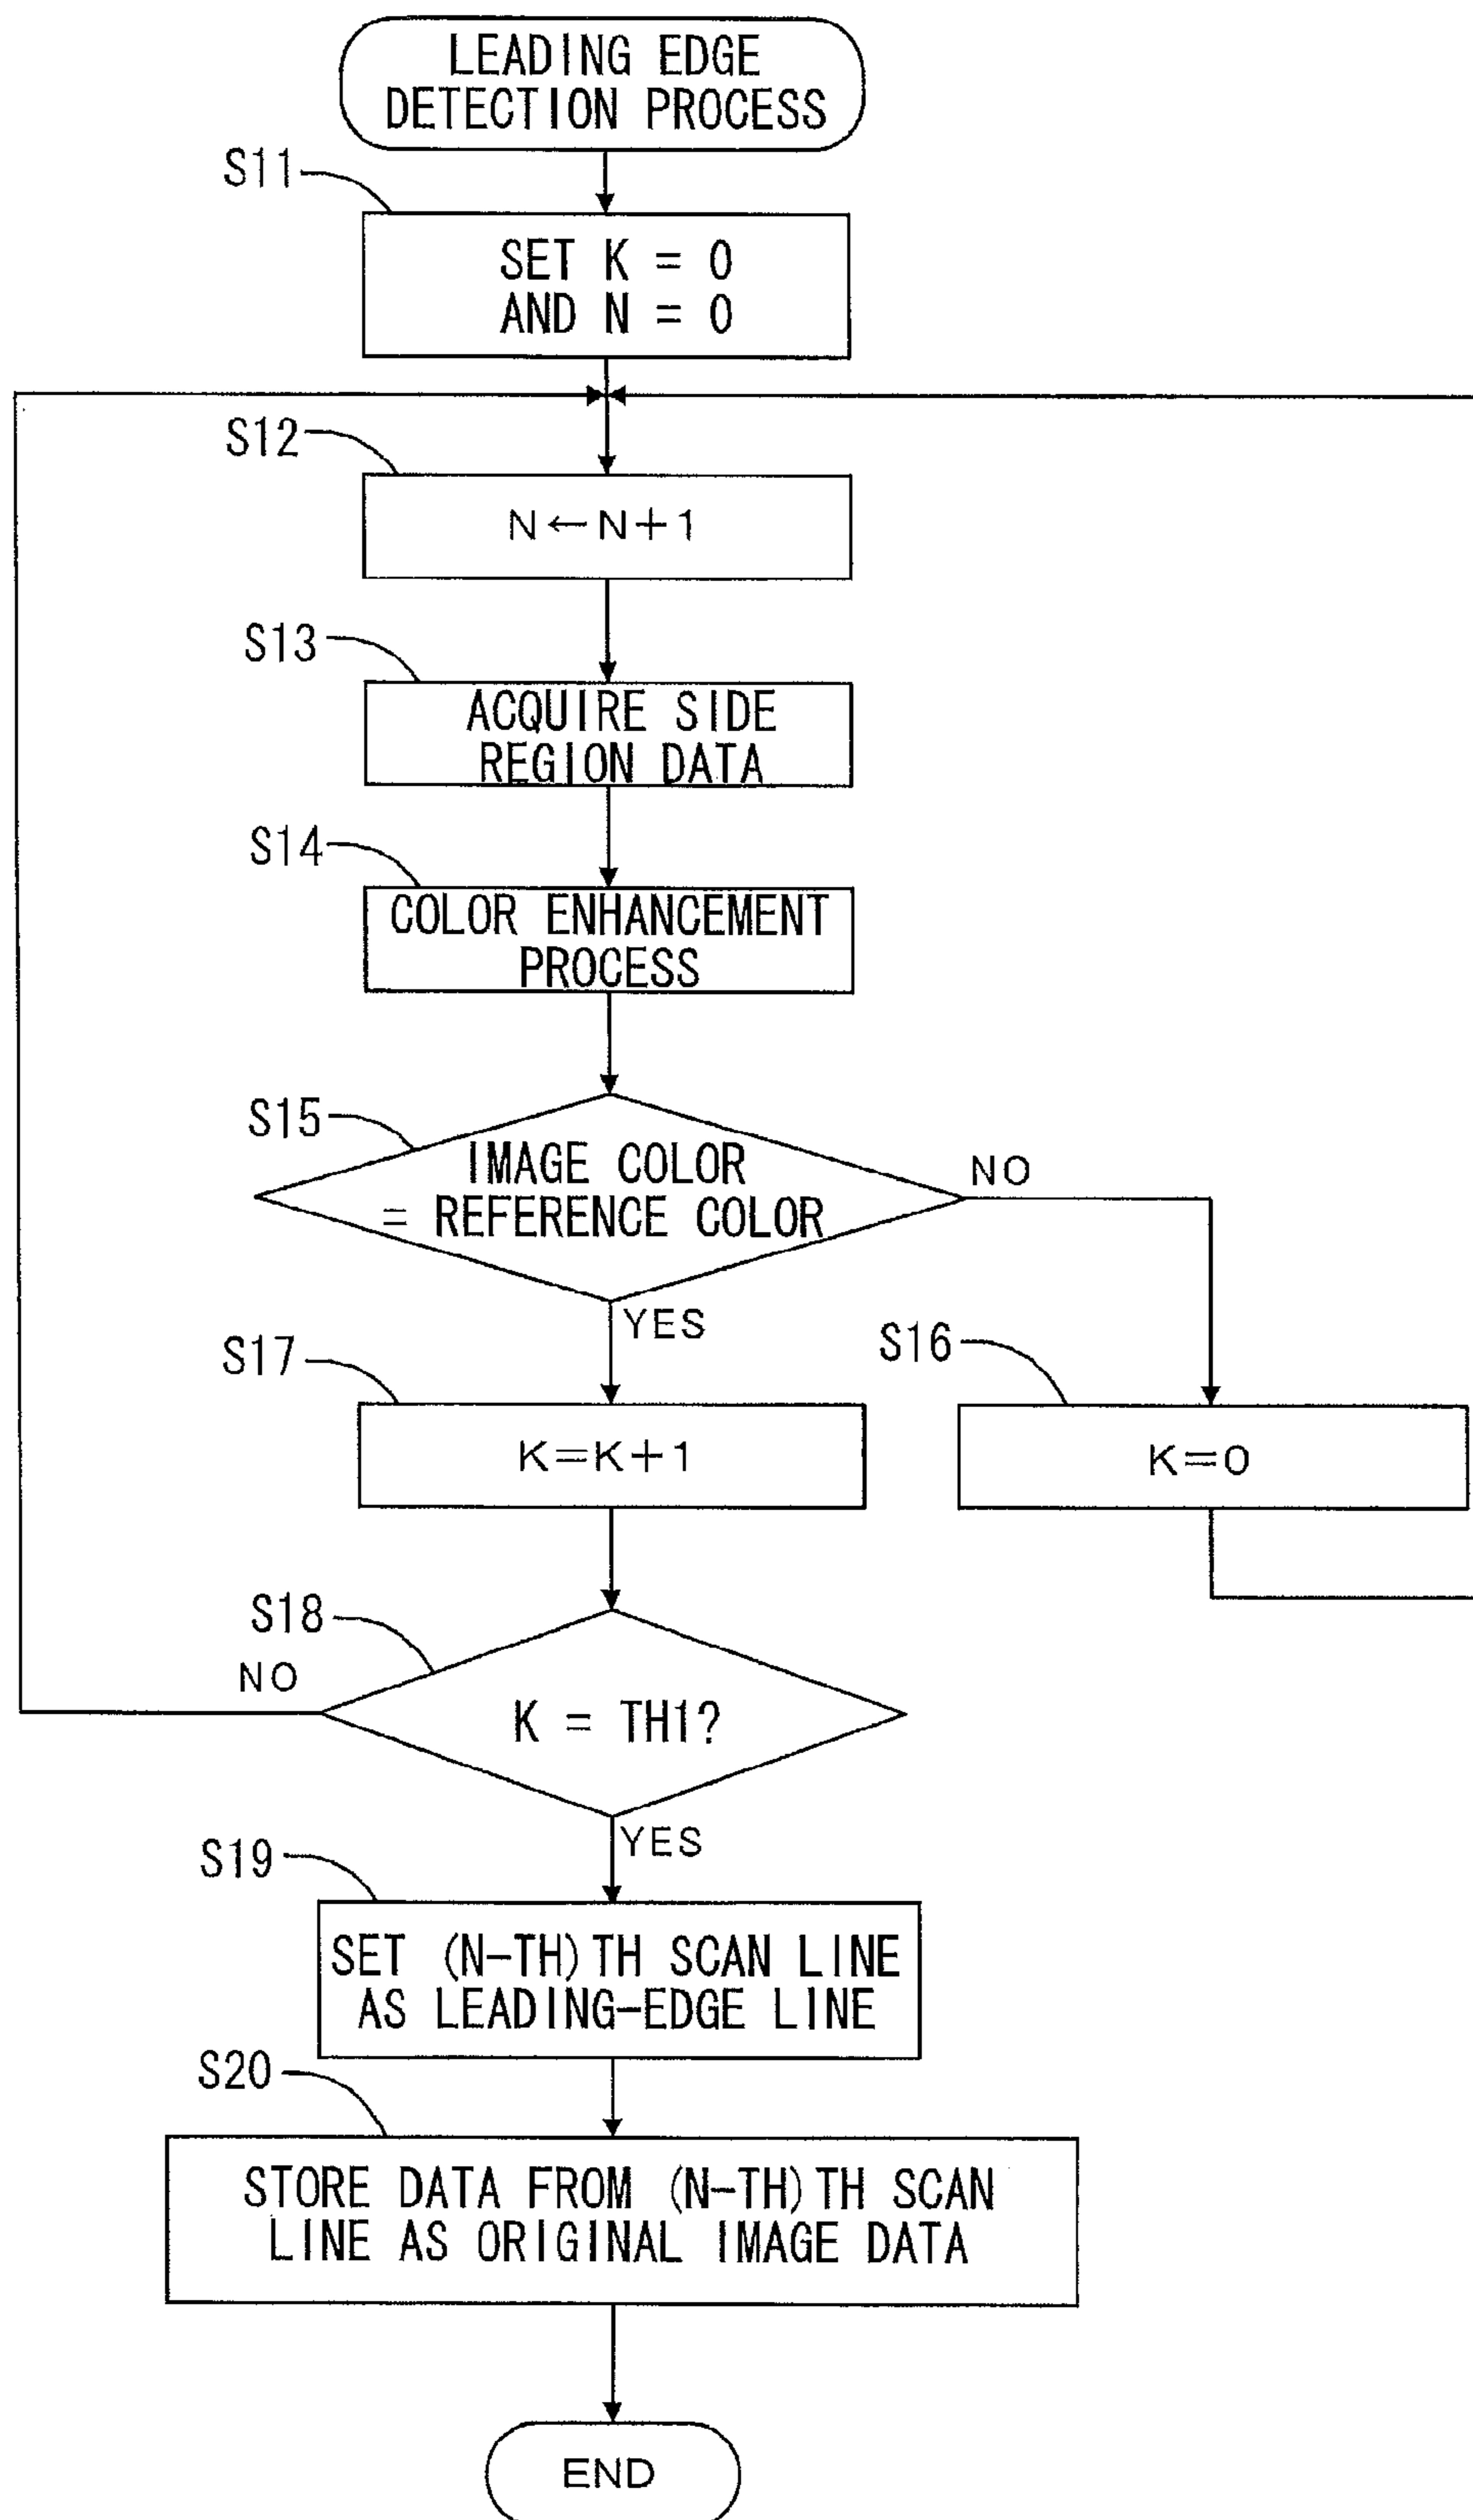 LEADING EDGE
DETECTION PROCESS
S11
SET K = 0
AND N = 0
S12
N←N+1
S13
ACQUIRE SIDE
REGION DATA
S14
COLOR ENHANCEMENT
PROCESS
S15
IMAGE COLOR
= REFERENCE COLOR
NO
YES
S16
K=0
S17
K=K+1
S18
NO
K = TH1?
YES
S19
SET (N-TH)TH SCAN LINE
AS LEADING-EDGE LINE
S20
STORE DATA FROM (N-TH)TH SCAN
LINE AS ORIGINAL IMAGE DATA
END